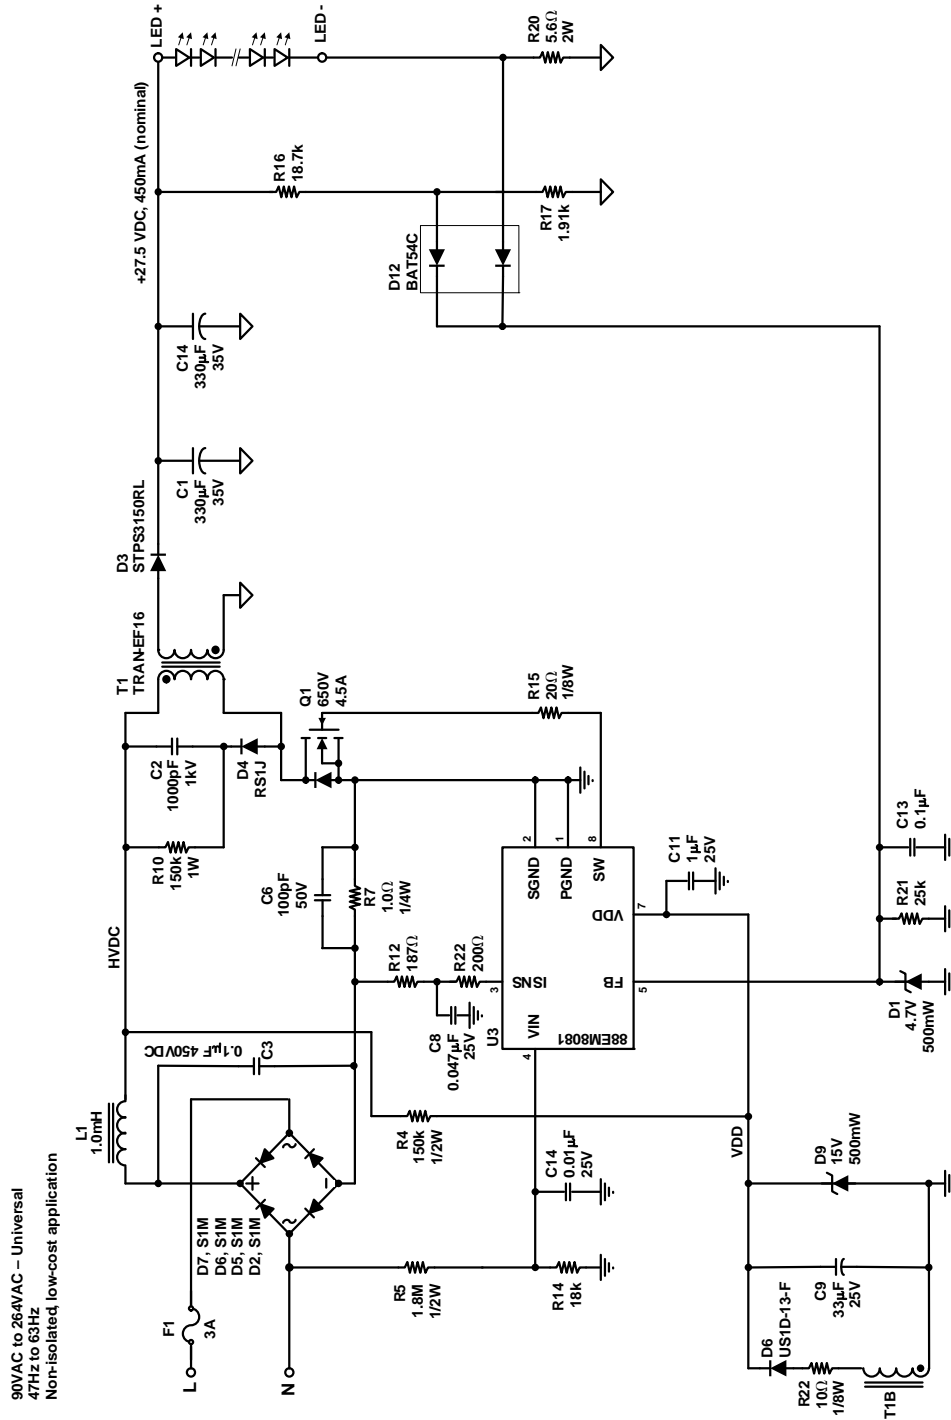 90VAC to 264VAC – Universal
47Hz to 63Hz
Non-isolated, low-cost application
L
F1
3A
N
D7, S1M
D6, S1M
D5, S1M
D2, S1M
+
–
~
~
L1
1.0mH
0.1µF 450VDC
C3
HVDC
R10
150k
1W
C2
1000pF
1kV
D4
RS1J
T1
TRAN-EF16
D3
STPS3150RL
C1
330µF
35V
C14
330µF
35V
+27.5 VDC, 450mA (nominal)
LED +
LED -
R16
18.7k
R17
1.91k
R20
5.6Ω
2W
D12
BAT54C
Q1
650V
4.5A
R15
20Ω
1/8W
C6
100pF
50V
R7
1.0Ω
1/4W
R12
187Ω
R22
200Ω
C8
0.047µF
25V
U3
88EM8081
VIN
4
ISNS
3
SGND
2
PGND
1
SW
8
VDD
7
FB
5
C11
1µF
25V
R4
150k
1/2W
R5
1.8M
1/2W
R14
18k
C14
0.01µF
25V
VDD
D9
15V
500mW
C9
33µF
25V
D6
US1D-13-F
R22
10Ω
1/8W
T1B
D1
4.7V
500mW
R21
25k
C13
0.1µF